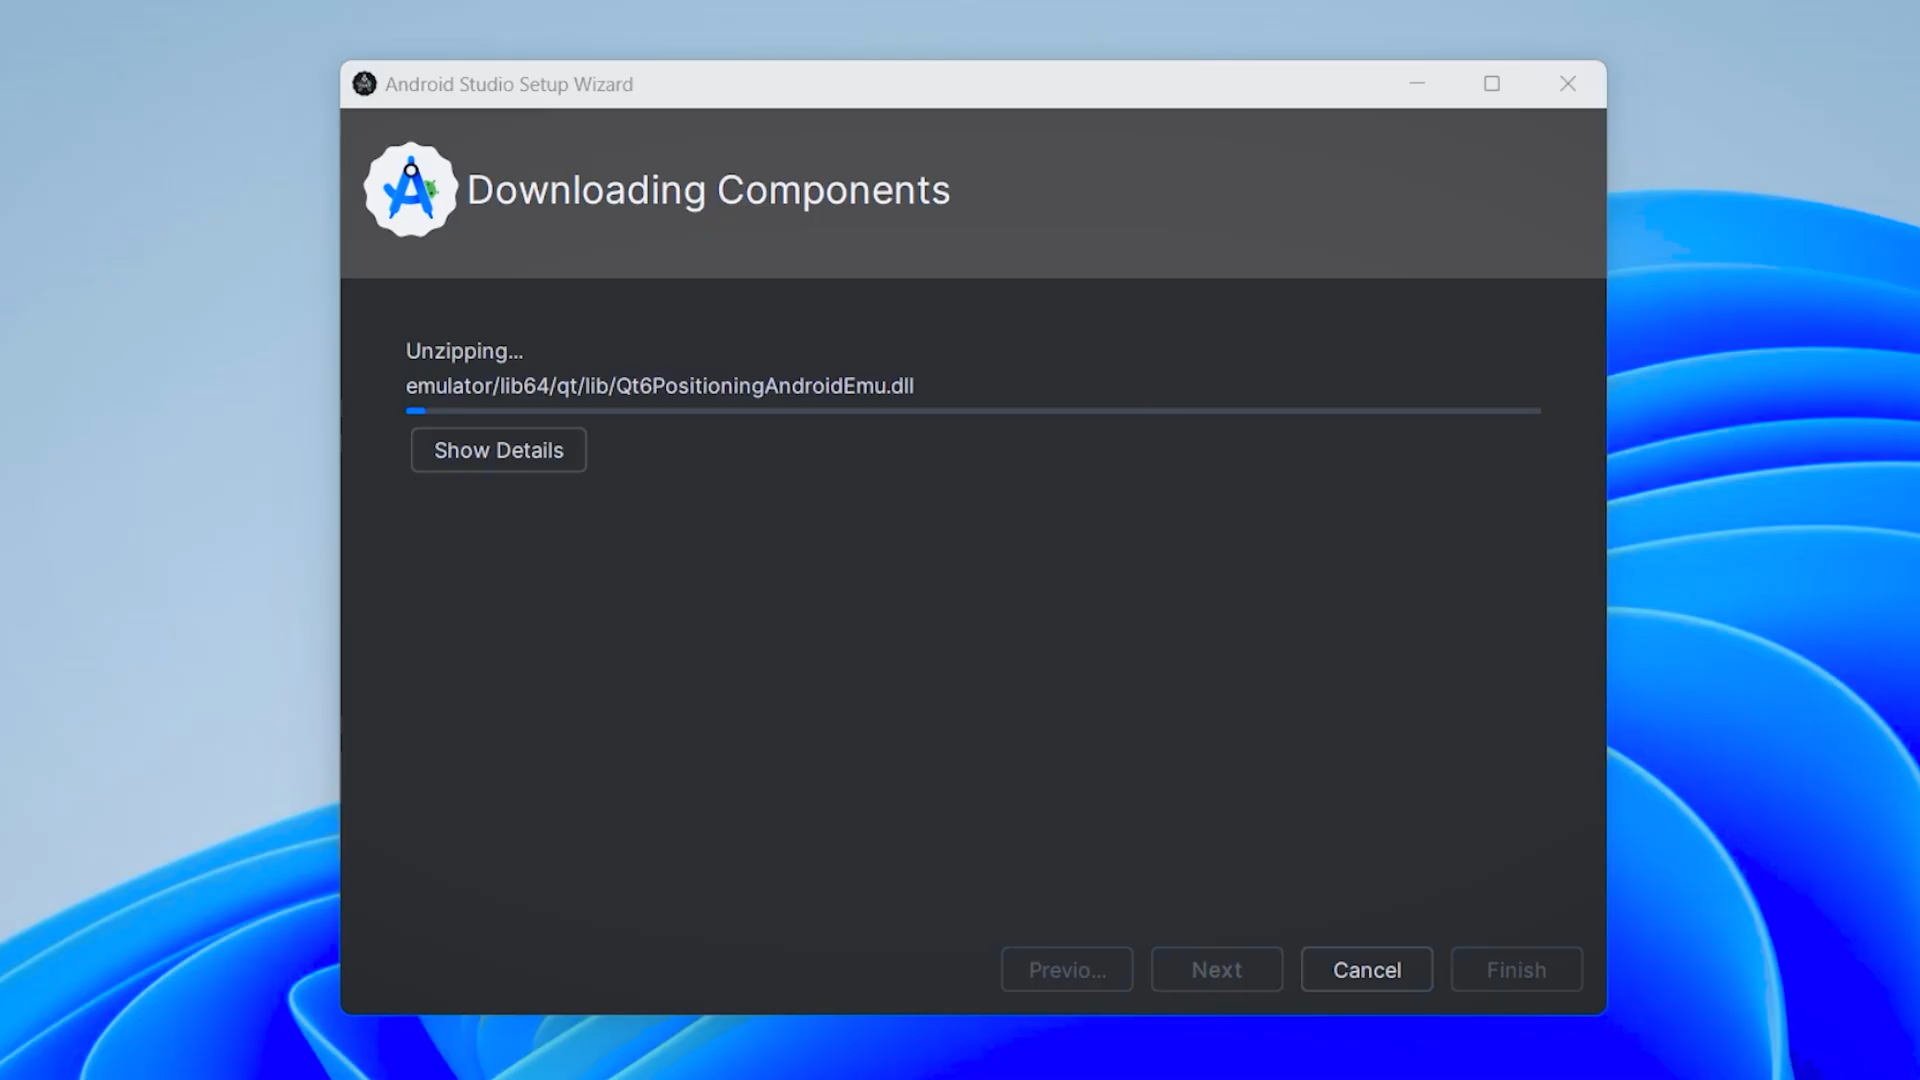 Android Studio Setup Wizard
Downloading Components
Unzipping...
emulator/lib64/qt/lib/Qt6PositioningAndroidEmu.dll
Show Details
Previo...
Next
Cancel
Finish